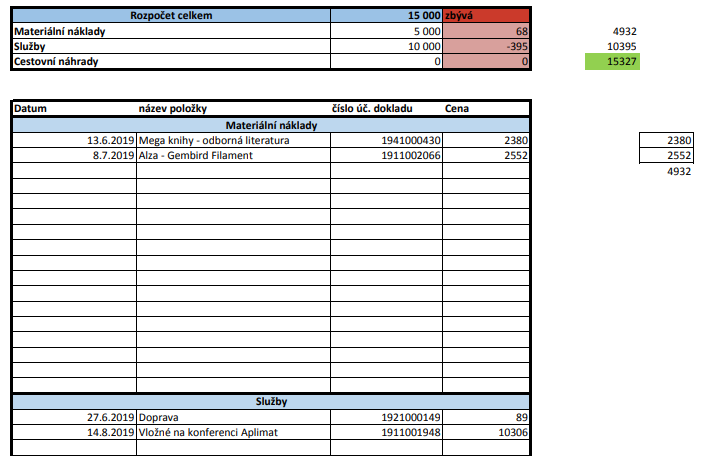 Rozpočet celkem 15 000 zbývá
Materiální náklady 5 000 68 4932
Služby 10 000 -395 10395
Cestovní náhrady 0 0 15327
Datum název položky číslo úč. dokladu Cena
Materiální náklady
13.6.2019 Mega knihy - odborná literatura 1941000430 2380 2380
8.7.2019 Alza - Gembird Filament 1911002066 2552 2552
4932
Služby
27.6.2019 Doprava 1921000149 89
14.8.2019 Vložné na konferenci Aplimat 1911001948 10306